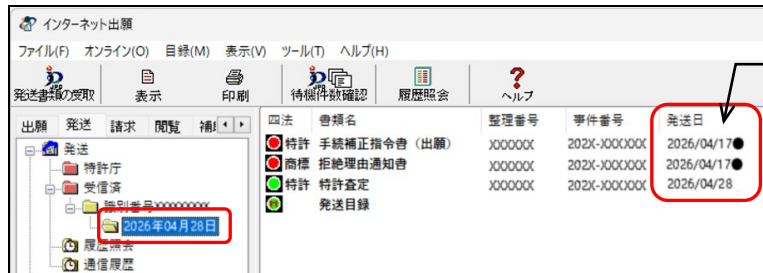 インターネット出願
ファイル(F) オンライン(O) 目録(M) 表示(V) ツール(T) ヘルプ(H)
発送書類の受取 表示 印刷 待機件数確認 履歴照会 ヘルプ
出願 発送 請求 閲覧
四法 書類名 整理番号 事件番号 発送日
発送
特許庁
受信済
識別番号XXXXXXXXX
2026年04月28日
履歴照会
通信履歴
特許 手続補正指令書（出願） XXXXXX 202X-XXXXXX 2026/04/17●
商標 拒絶理由通知書 XXXXXX 202X-XXXXXX 2026/04/17●
特許 特許査定 XXXXXX 202X-XXXXXX 2026/04/28
発送目録